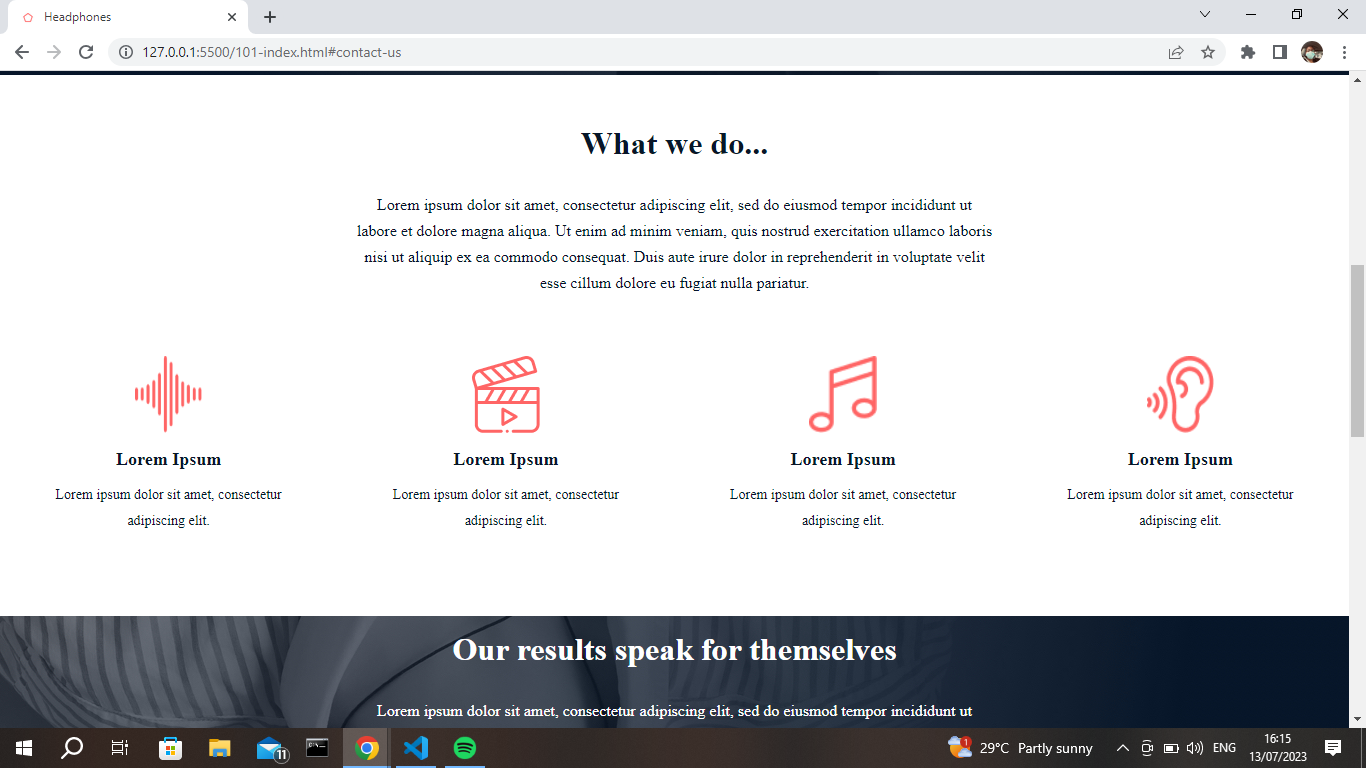 Headphones
127.0.0.1:5500/101-index.html#contact-us
What we do...
Lorem ipsum dolor sit amet, consectetur adipiscing elit, sed do eiusmod tempor incididunt ut
labore et dolore magna aliqua. Ut enim ad minim veniam, quis nostrud exercitation ullamco laboris
nisi ut aliquip ex ea commodo consequat. Duis aute irure dolor in reprehenderit in voluptate velit
esse cillum dolore eu fugiat nulla pariatur.
Lorem Ipsum
Lorem ipsum dolor sit amet, consectetur
adipiscing elit.
Lorem Ipsum
Lorem ipsum dolor sit amet, consectetur
adipiscing elit.
Lorem Ipsum
Lorem ipsum dolor sit amet, consectetur
adipiscing elit.
Lorem Ipsum
Lorem ipsum dolor sit amet, consectetur
adipiscing elit.
Our results speak for themselves
Lorem ipsum dolor sit amet, consectetur adipiscing elit, sed do eiusmod tempor incididunt ut
11
1
29°C Partly sunny
ENG
16:15
13/07/2023